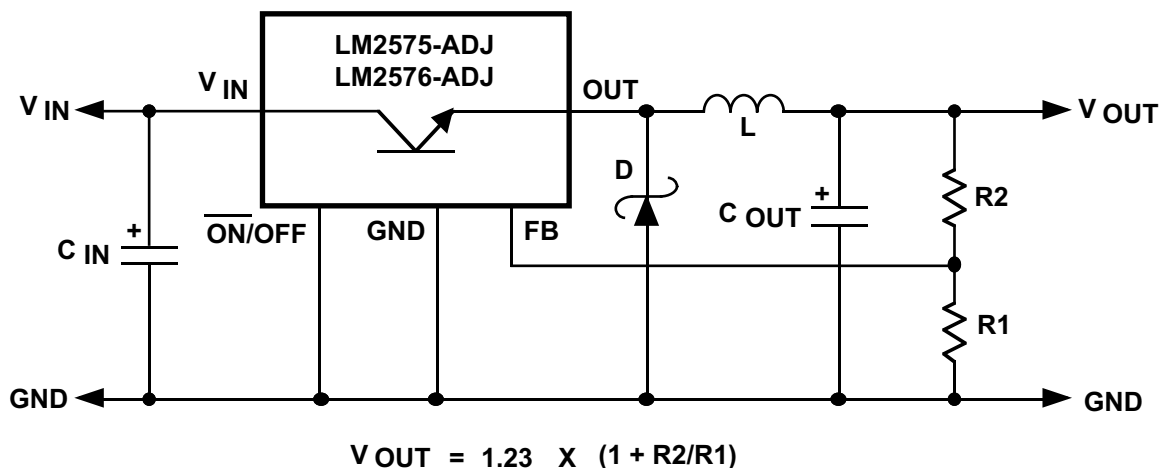 LM2575-ADJ
LM2576-ADJ
V IN
V IN
OUT
V OUT
L
D
C OUT
+
R2
ON/OFF
GND
FB
C IN
+
R1
GND
GND
V OUT = 1.23 X (1 + R2/R1)